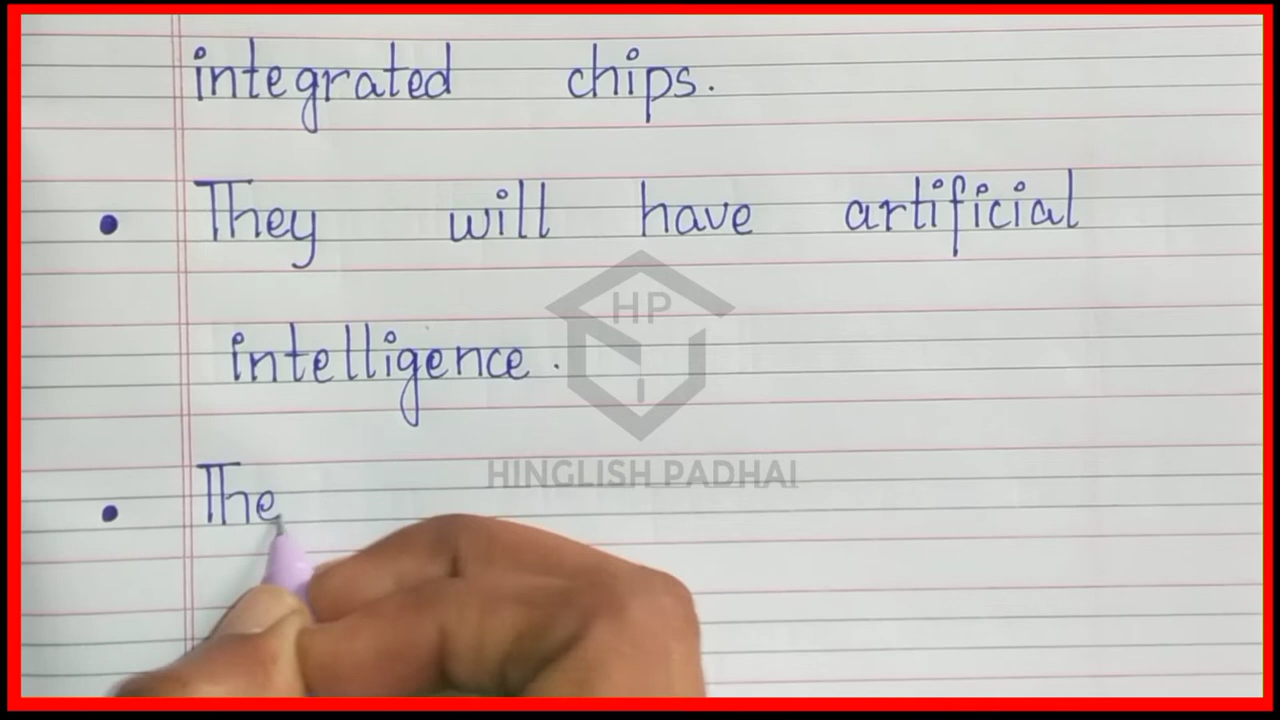 integrated chips.
• They will have artificial
HP
intelligence.
HINGLISH PADHAI
• The